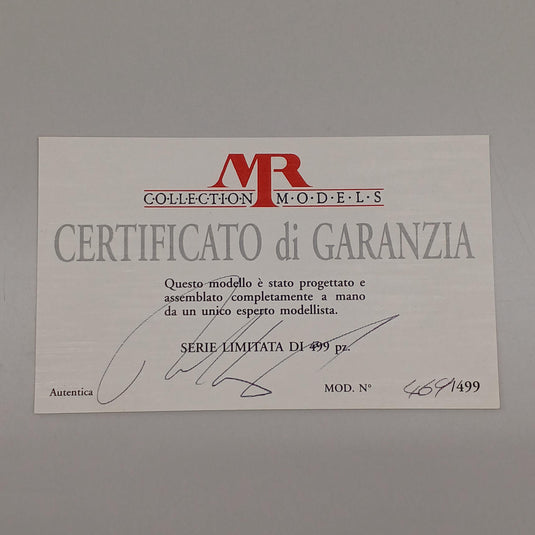 MR
COLLECTION MODELS
CERTIFICATO di GARANZIA
Questo modello è stato progettato e
assemblato completamente a mano
da un unico esperto modellista.
SERIE LIMITATA DI 499 pz.
Autentica MOD. N° 469/499